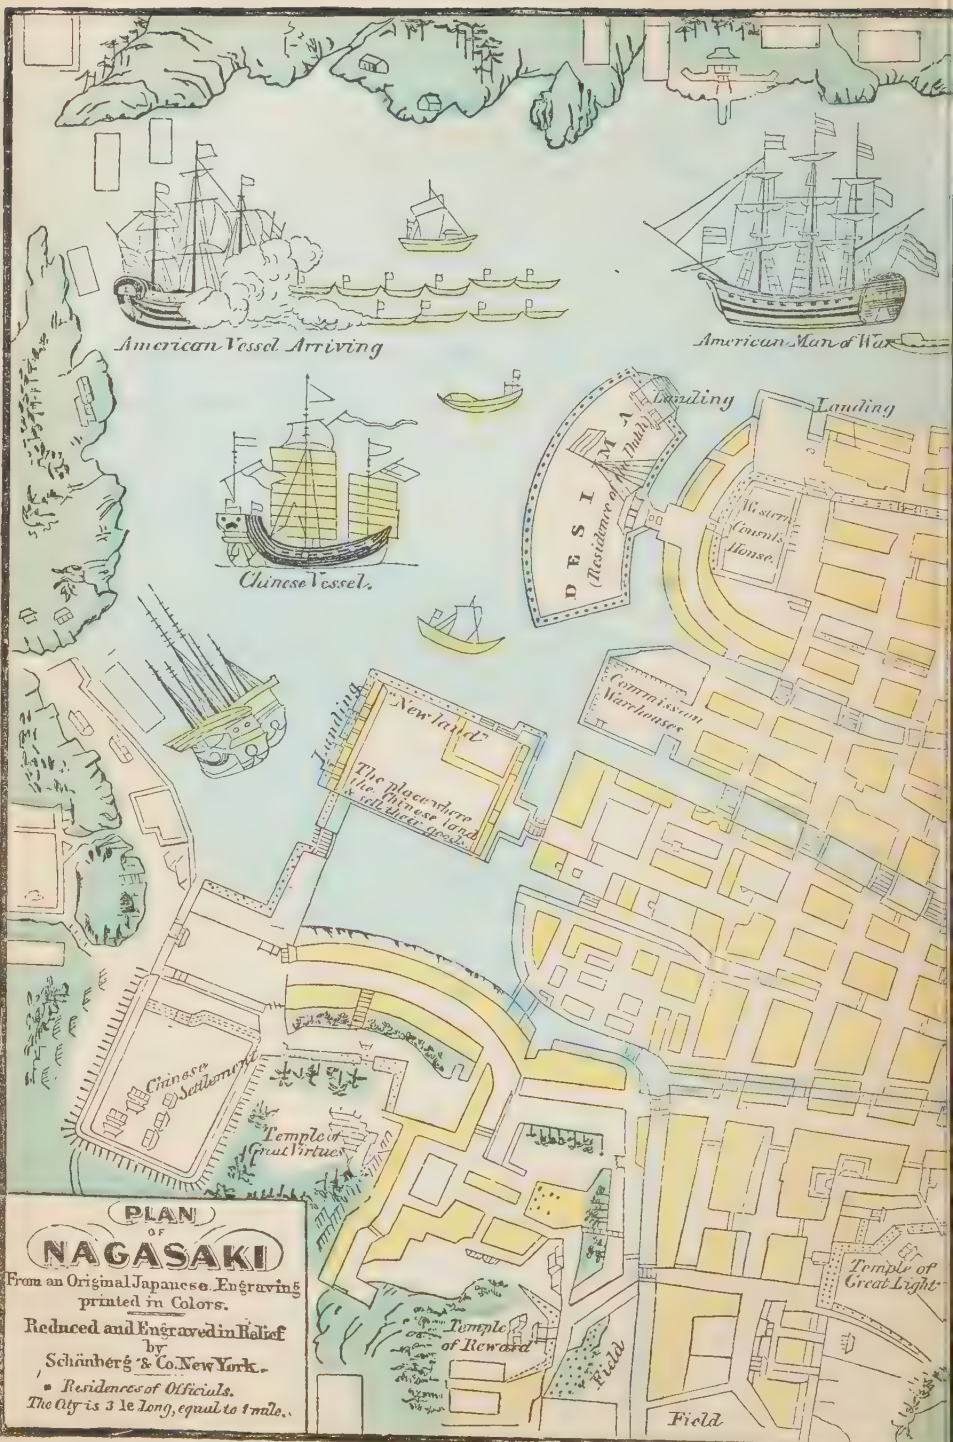 American Vessel Arriving
American Man of War
Landing
Landing
DESIMA
(Residence of the Dutch)
Western
Consul's
House.
Chinese Vessel.
Commission
Warehouses
Landing
"New land"
The place where
the Chinese land
& sell their goods.
Chinese
Settlement
Temple of
Great Virtues
Temple of
Great Light
Temple
of Reward
Field
Field
PLAN
OF
NAGASAKI
From an Original Japanese Engraving
printed in Colors.
Reduced and Engraved in Relief
by
Schönberg & Co. New York.
Residences of Officials.
The City is 3 le long, equal to 1 mile.